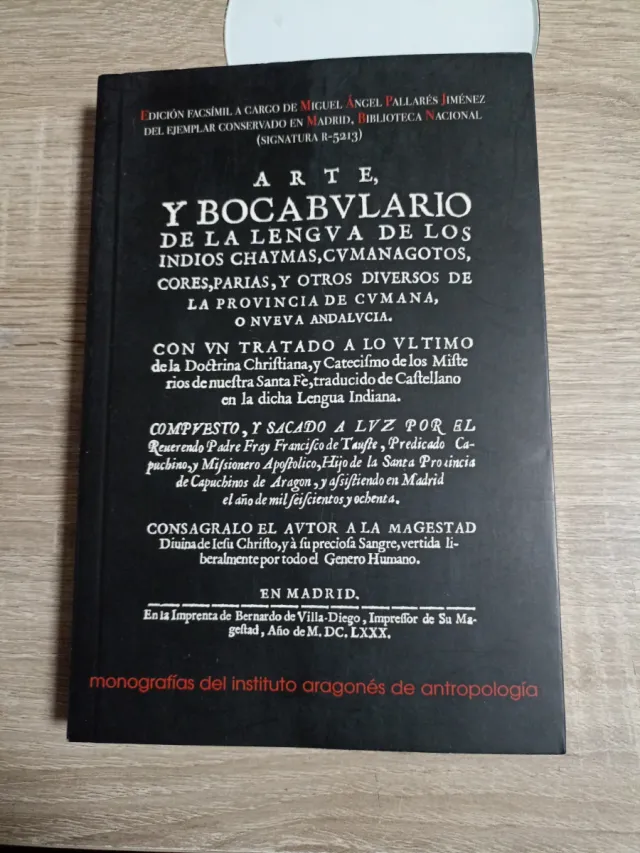 EDICIÓN FACSÍMIL A CARGO DE MIGUEL ÁNGEL PALLARÉS JIMÉNEZ
DEL EJEMPLAR CONSERVADO EN MADRID, BIBLIOTECA NACIONAL
(SIGNATURA R-5213)
ARTE,
Y BOCABVLARIO
DE LA LENGVA DE LOS
INDIOS CHAYMAS, CVMANAGOTOS,
CORES, PARIAS, Y OTROS DIVERSOS DE
LA PROVINCIA DE CVMANA,
O NVEVA ANDALVCIA.
CON VN TRATADO A LO VLTIMO
de la Doctrina Chriſtiana, y Catecifmo de los Miſte
rios de nueſtra Santa Fè, traducido de Caſtellano
en la dicha Lengua Indiana.
COMPVESTO, Y SACADO A LVZ POR EL
Reuerendo Padre Fray Franciſco de Tauſte, Predicado Ca-
puchino, y Miſsionero Apoſtolico, Hijo de la Santa Prouincia
de Capuchinos de Aragon, y aſsiſtiendo en Madrid
el año de mil ſeiſcientos y ochenta.
CONSAGRALO EL AVTOR A LA MAGESTAD
Diuina de Ieſu Chriſto, y à ſu precioſa Sangre, vertida li-
beralmente por todo el Genero Humano.
EN MADRID.
En la Imprenta de Bernardo de Villa-Diego, Impreſſor de Su Ma-
geſtad, Año de M. DC. LXXX.
monografías del instituto aragonés de antropología